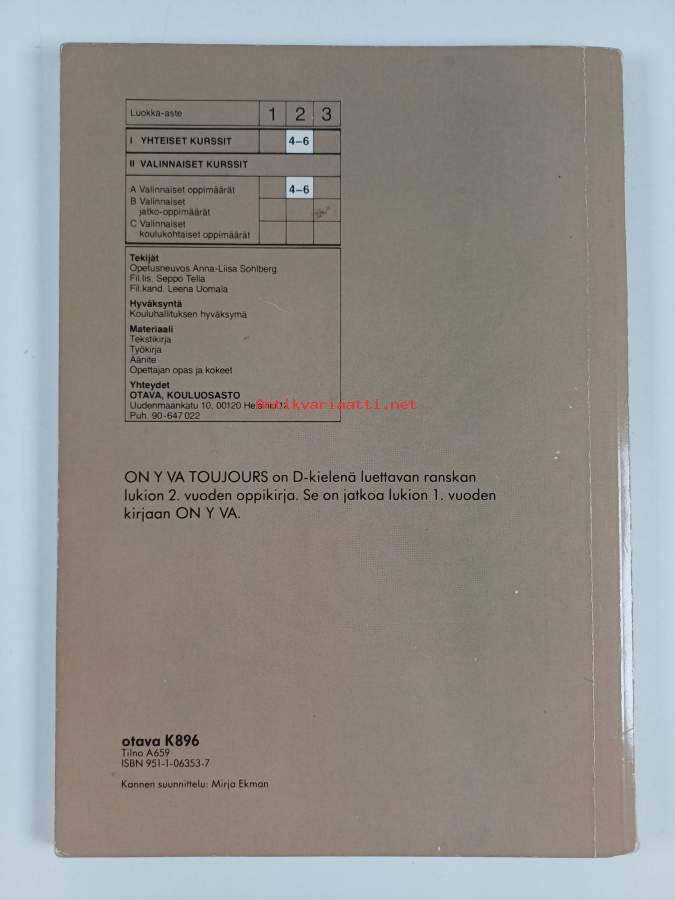 Luokka-aste 1 2 3
I YHTEISET KURSSIT 4–6
II VALINNAISET KURSSIT
A Valinnaiset oppimäärät 4–6
B Valinnaiset
jatko-oppimäärät
C Valinnaiset
koulukohtaiset oppimäärät
Tekijät
Opetusneuvos Anna-Liisa Sohlberg
Fil.lis. Seppo Tella
Fil.kand. Leena Uomala
Hyväksyntä
Kouluhallituksen hyväksymä
Materiaali
Tekstikirja
Työkirja
Äänite
Opettajan opas ja kokeet
Yhteydet
OTAVA, KOULUOSASTO
Uudenmaankatu 10, 00120 Helsinki 12
Puh. 90-647 022
Antikvariaatti.net
ON Y VA TOUJOURS on D-kielenä luettavan ranskan
lukion 2. vuoden oppikirja. Se on jatkoa lukion 1. vuoden
kirjaan ON Y VA.
otava K896
Tilno A659
ISBN 951-1-06353-7
Kannen suunnittelu: Mirja Ekman